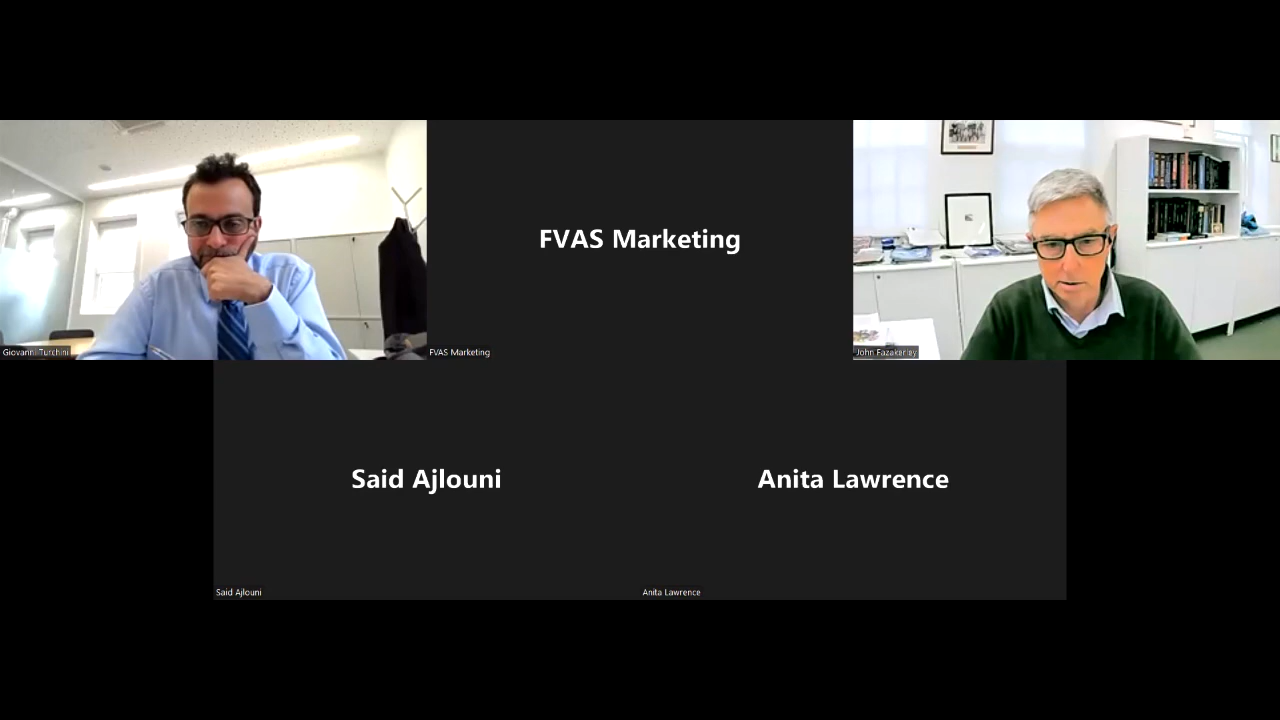 FVAS Marketing
Giovanni Turchini
FVAS Marketing
John Fazakerley
Said Ajlouni
Anita Lawrence
Said Ajlouni
Anita Lawrence